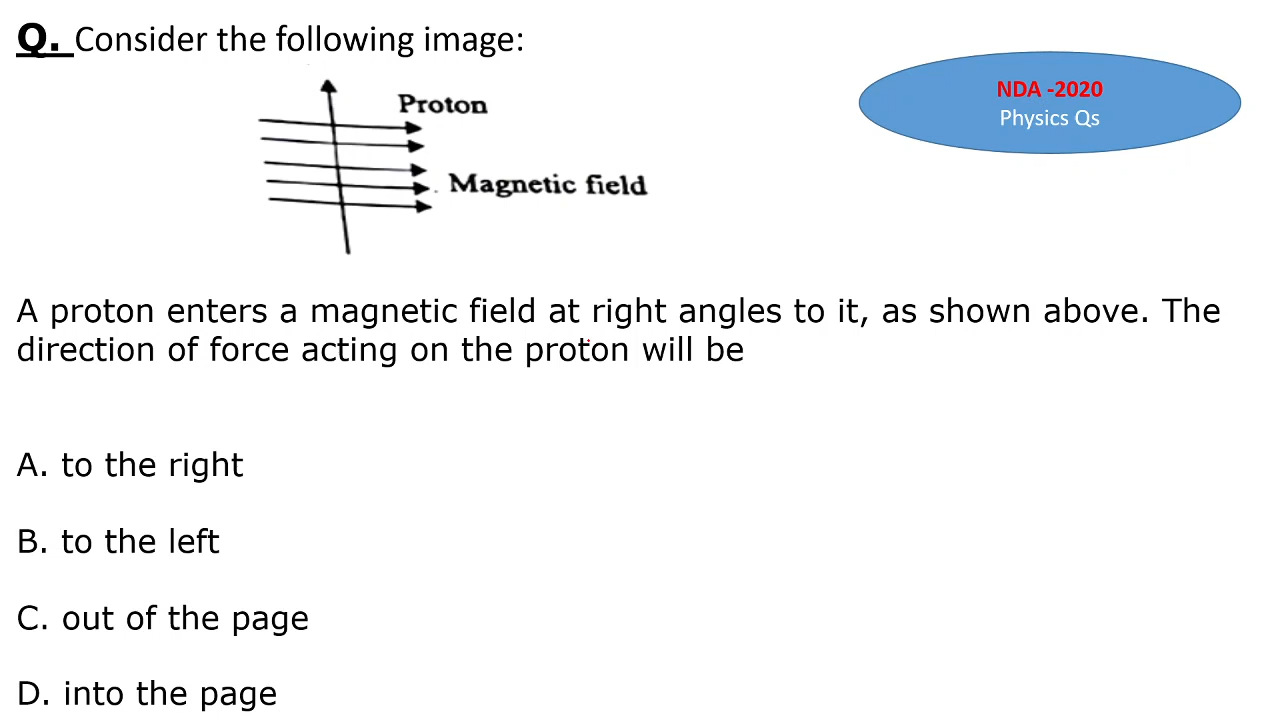 Q. Consider the following image:
NDA -2020
Physics Qs
Proton
Magnetic field
A proton enters a magnetic field at right angles to it, as shown above. The
direction of force acting on the proton will be
A. to the right
B. to the left
C. out of the page
D. into the page